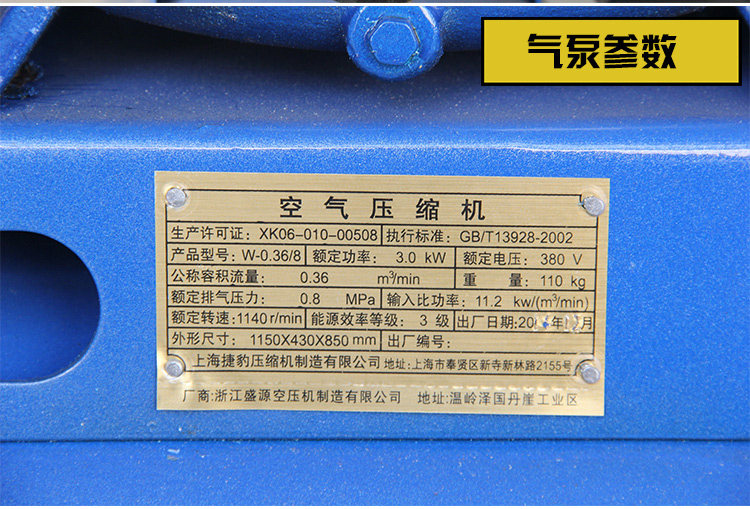 气泵参数
空气压缩机
生产许可证: XK06-010-00508 执行标准: GB/T13928-2002
产品型号: W-0.36/8 额定功率: 3.0 kW 额定电压: 380 V
公称容积流量: 0.36 m³/min 重 量: 110 kg
额定排气压力: 0.8 MPa 输入比功率: 11.2 kw/(m³/min)
额定转速: 1140 r/min 能源效率等级: 3 级 出厂日期: 20 年 月
外形尺寸: 1150X430X850 mm 出厂编号:
上海捷豹压缩机制造有限公司 地址: 上海市奉贤区新寺新林路2155号
厂商: 浙江盛源空压机制造有限公司 地址: 温岭泽国丹崖工业区